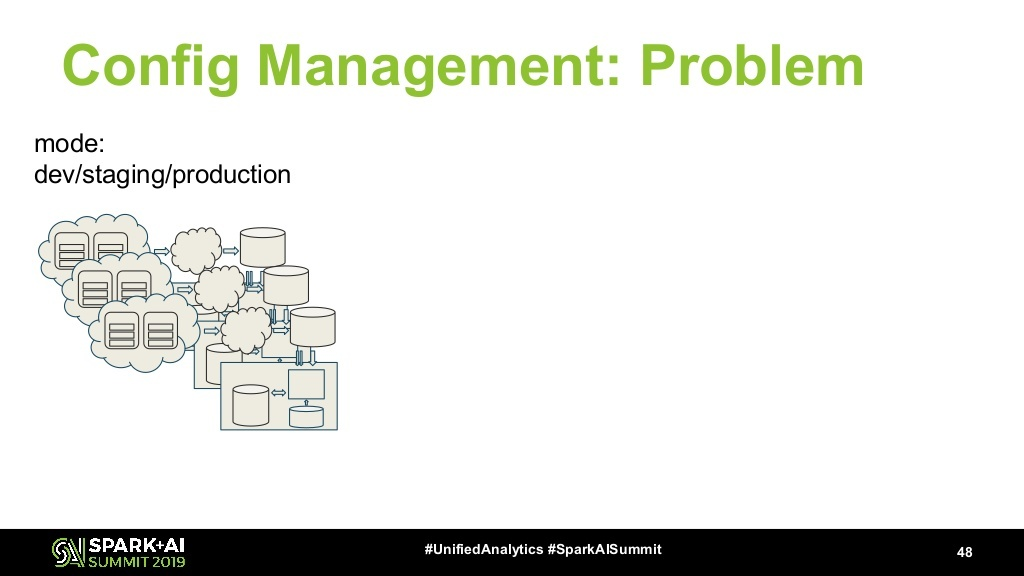 Config Management: Problem
mode:
dev/staging/production
SPARK+AI
SUMMIT 2019
#UnifiedAnalytics #SparkAISummit
48